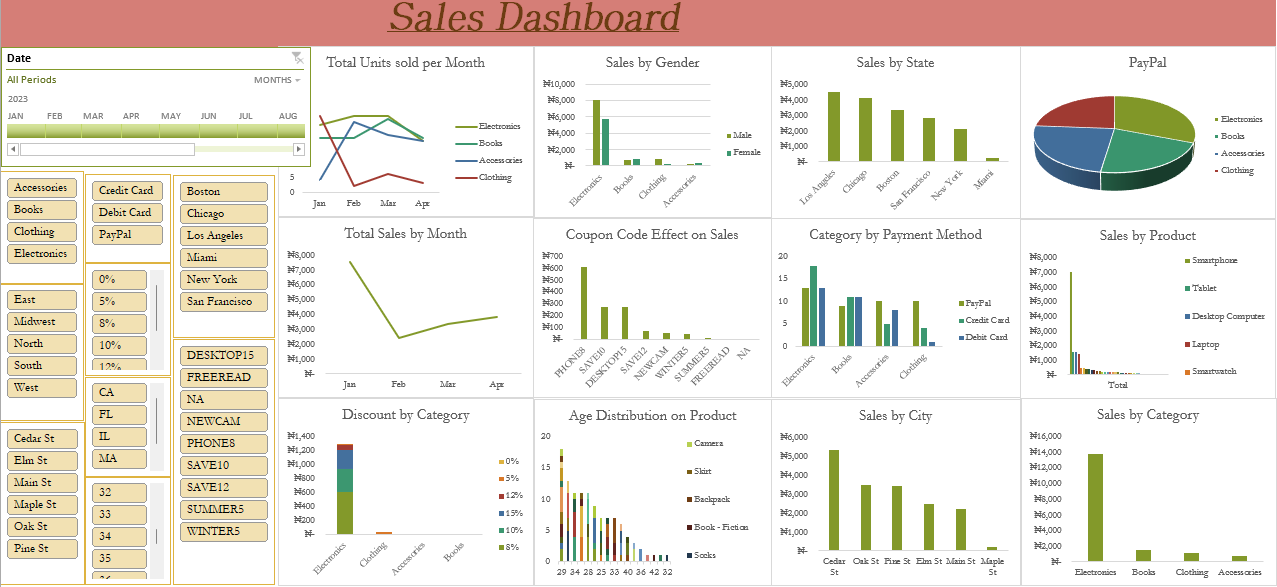 Sales Dashboard
Date
All Periods
MONTHS
2023
JAN FEB MAR APR MAY JUN JUL AUG
Accessories
Books
Clothing
Electronics
East
Midwest
North
South
West
Cedar St
Elm St
Main St
Maple St
Oak St
Pine St
Credit Card
Debit Card
PayPal
0%
5%
8%
10%
12%
CA
FL
IL
MA
32
33
34
35
36
Boston
Chicago
Los Angeles
Miami
New York
San Francisco
DESKTOP15
FREEREAD
NA
NEWCAM
PHONE8
SAVE10
SAVE12
SUMMER5
WINTER5
Total Units sold per Month
5
0
Jan Feb Mar Apr
Electronics
Books
Accessories
Clothing
Sales by Gender
₦10,000
₦8,000
₦6,000
₦4,000
₦2,000
₦-
Electronics
Books
Clothing
Accessories
Male
Female
Sales by State
₦5,000
₦4,000
₦3,000
₦2,000
₦1,000
₦-
Los Angeles
Chicago
Boston
San Francisco
New York
Miami
PayPal
Electronics
Books
Accessories
Clothing
Total Sales by Month
₦8,000
₦7,000
₦6,000
₦5,000
₦4,000
₦3,000
₦2,000
₦1,000
₦-
Jan Feb Mar Apr
Coupon Code Effect on Sales
₦700
₦600
₦500
₦400
₦300
₦200
₦100
₦-
PHONE8
SAVE10
DESKTOP15
SAVE12
NEWCAM
WINTER5
SUMMER5
FREEREAD
NA
Category by Payment Method
20
15
10
5
0
Electronics
Books
Accessories
Clothing
PayPal
Credit Card
Debit Card
Sales by Product
₦8,000
₦7,000
₦6,000
₦5,000
₦4,000
₦3,000
₦2,000
₦1,000
₦-
Total
Smartphone
Tablet
Desktop Computer
Laptop
Smartwatch
Discount by Category
₦1,400
₦1,200
₦1,000
₦800
₦600
₦400
₦200
₦-
Electronics
Clothing
Accessories
Books
0%
5%
12%
15%
10%
8%
Age Distribution on Product
20
15
10
5
0
29 34 28 25 33 30 40 36 42 32
Camera
Skirt
Backpack
Book - Fiction
Socks
Sales by City
₦6,000
₦5,000
₦4,000
₦3,000
₦2,000
₦1,000
₦-
Cedar St
Oak St
Pine St
Elm St
Main St
Maple St
Sales by Category
₦16,000
₦14,000
₦12,000
₦10,000
₦8,000
₦6,000
₦4,000
₦2,000
₦-
Electronics Books Clothing Accessories